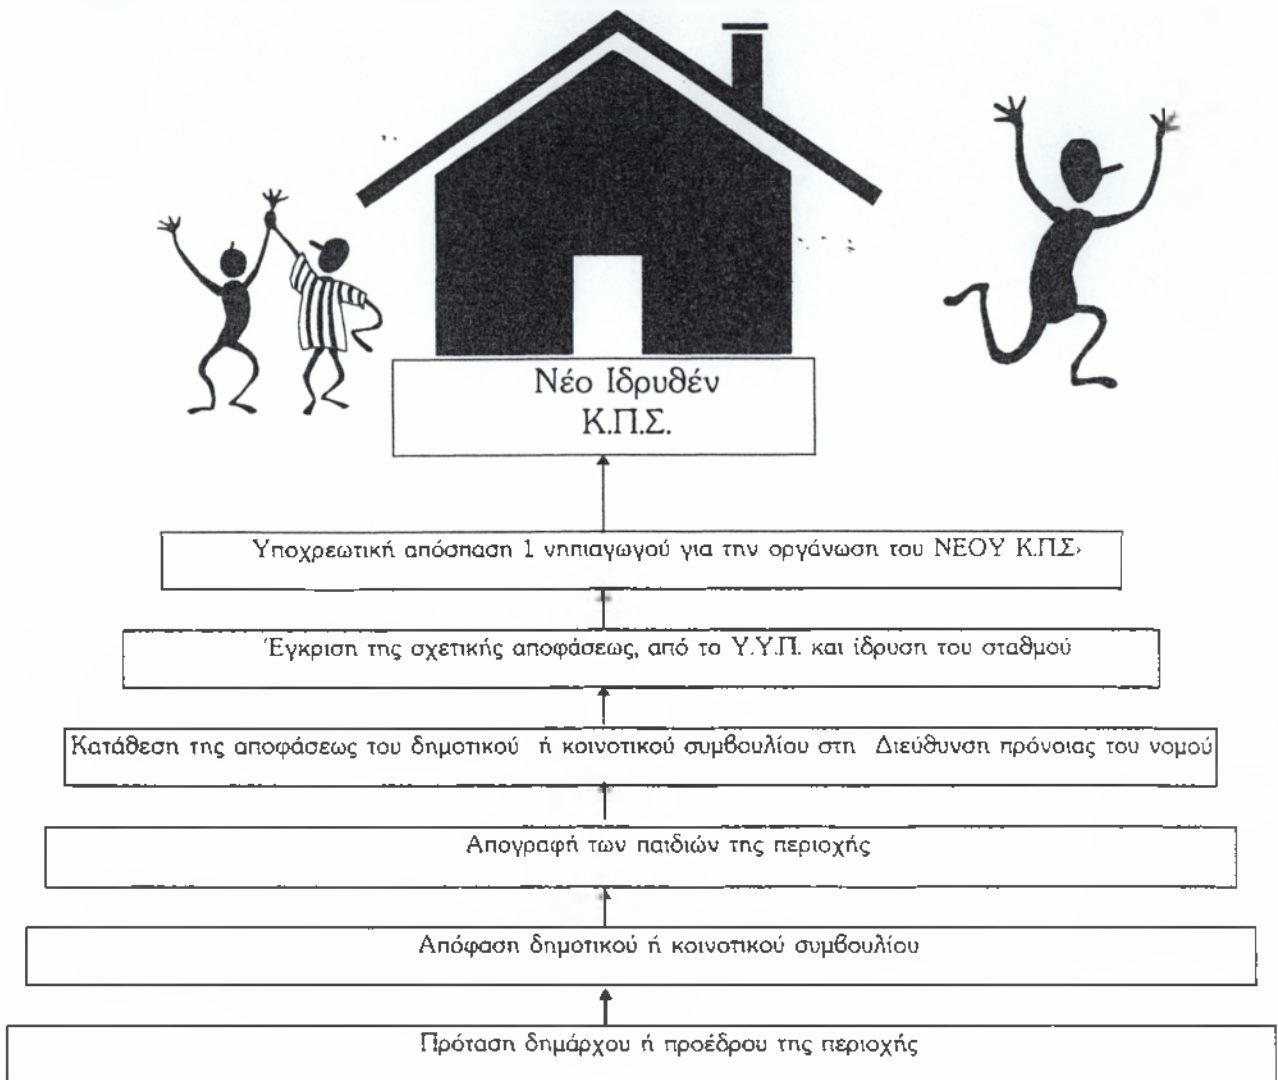 Νέο Ιδρυθέν
Κ.Π.Σ.
Υποχρεωτική απόσπαση 1 νηπιαγωγού για την οργάνωση του ΝΕΟΥ Κ.Π.Σ.
Έγκριση της σχετικής αποφάσεως, από το Υ.Υ.Π. και ίδρυση του σταθμού
Κατάθεση της αποφάσεως του δημοτικού ή κοινοτικού συμβουλίου στη Διεύθυνση πρόνοιας του νομού
Απογραφή των παιδιών της περιοχής
Απόφαση δημοτικού ή κοινοτικού συμβουλίου
Πρόταση δημάρχου ή προέδρου της περιοχής